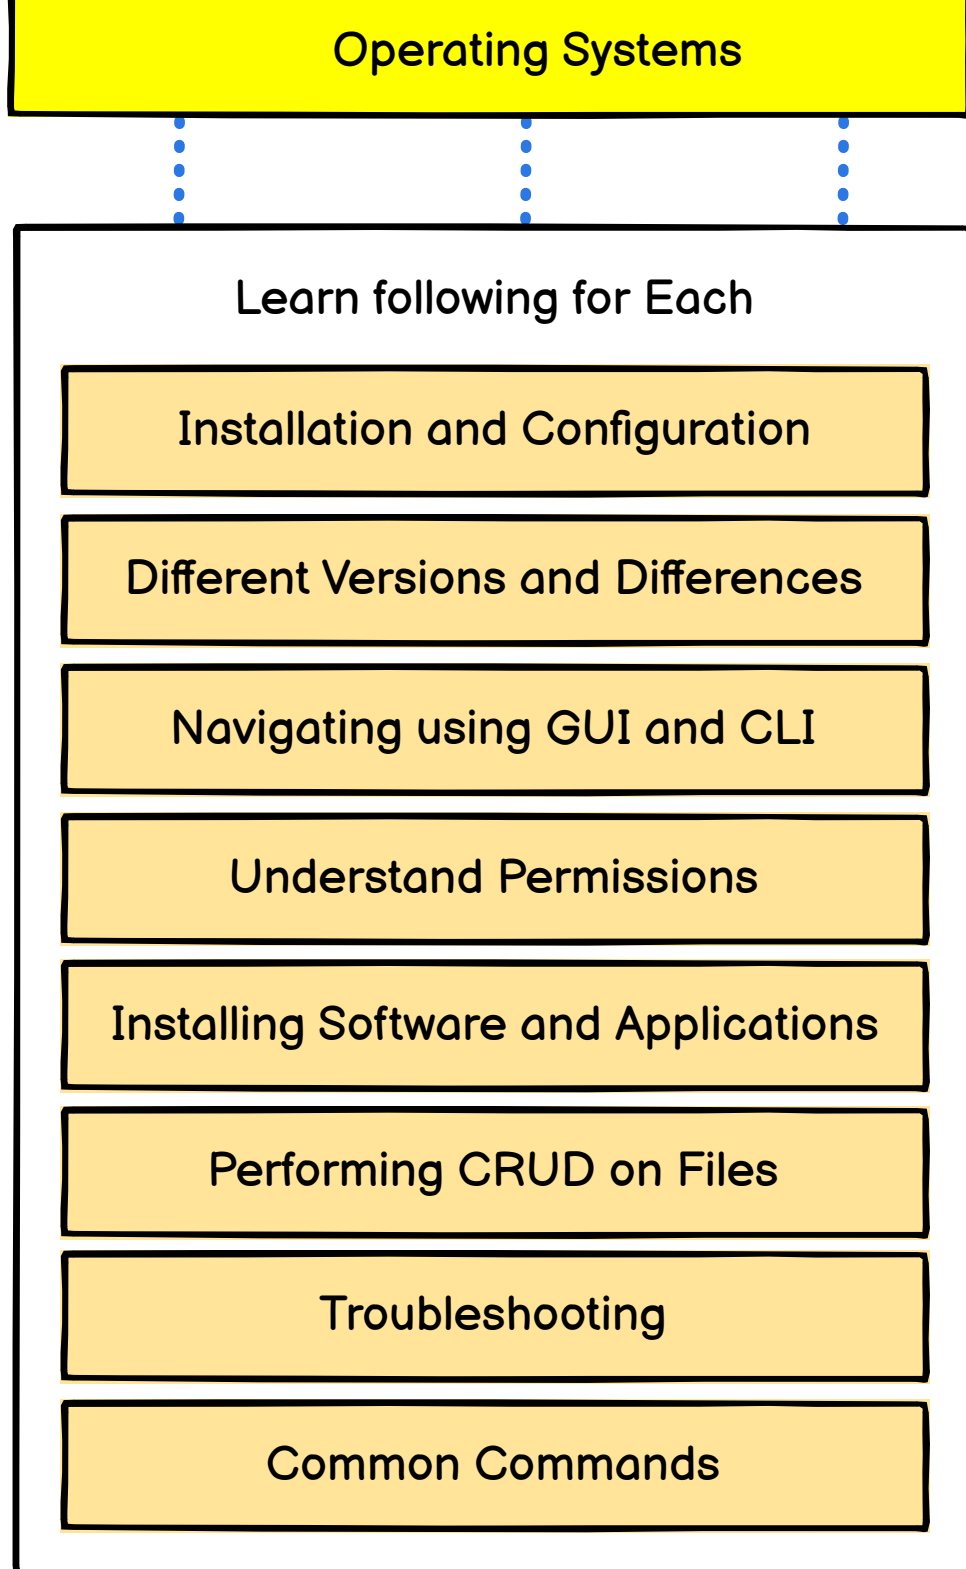 Operating Systems
Learn following for Each
Installation and Configuration
Different Versions and Differences
Navigating using GUI and CLI
Understand Permissions
Installing Software and Applications
Performing CRUD on Files
Troubleshooting
Common Commands